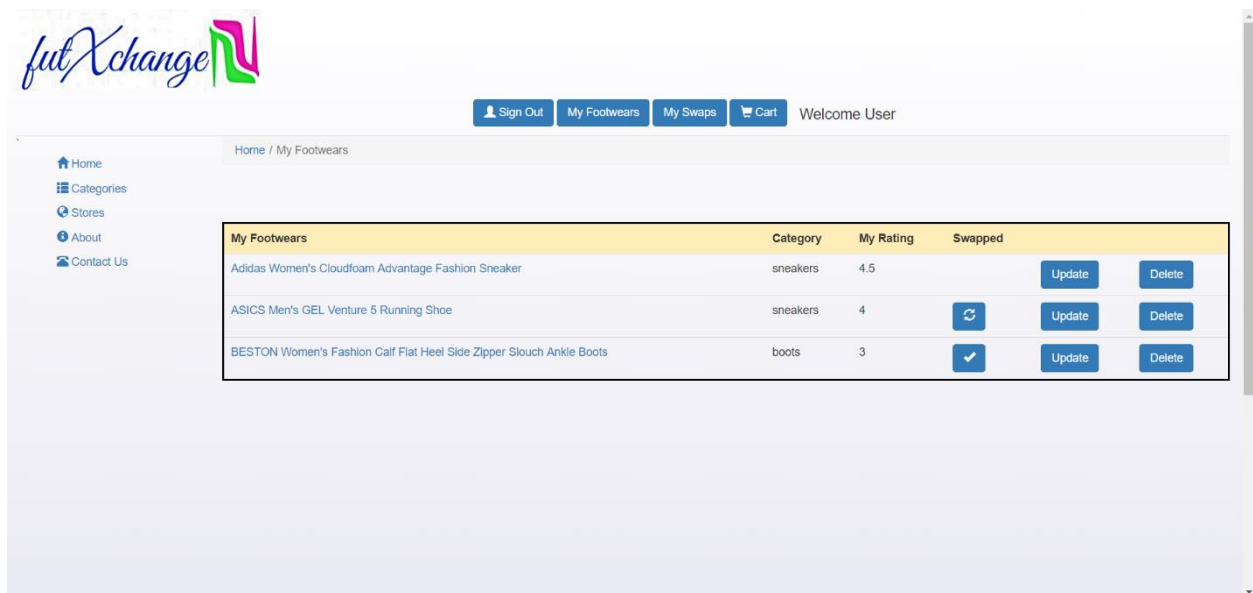 futXchange
Sign Out My Footwears My Swaps Cart Welcome User
Home / My Footwears
Home
Categories
Stores
About
Contact Us
My Footwears Category My Rating Swapped
Adidas Women's Cloudfoam Advantage Fashion Sneaker sneakers 4.5 Update Delete
ASICS Men's GEL Venture 5 Running Shoe sneakers 4 Update Delete
BESTON Women's Fashion Calf Flat Heel Side Zipper Slouch Ankle Boots boots 3 Update Delete